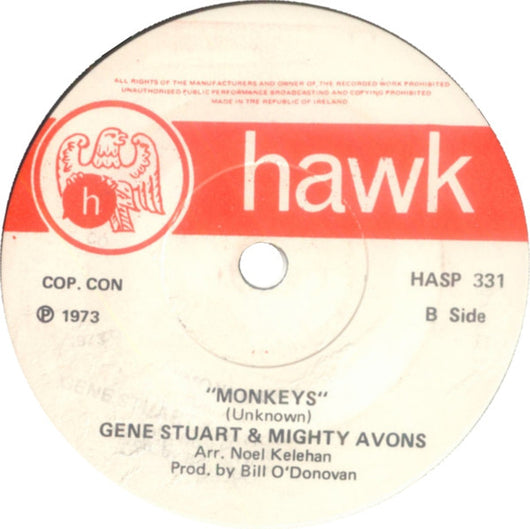 ALL RIGHTS OF THE MANUFACTURERS AND OWNER OF THE RECORDED WORK PROHIBITED
UNAUTHORISED PUBLIC PERFORMANCE BROADCASTING AND COPYING PROHIBITED
MADE IN THE REPUBLIC OF IRELAND
h
hawk
COP. CON
HASP 331
℗ 1973
B Side
"MONKEYS"
(Unknown)
GENE STUART & MIGHTY AVONS
Arr. Noel Kelehan
Prod. by Bill O'Donovan